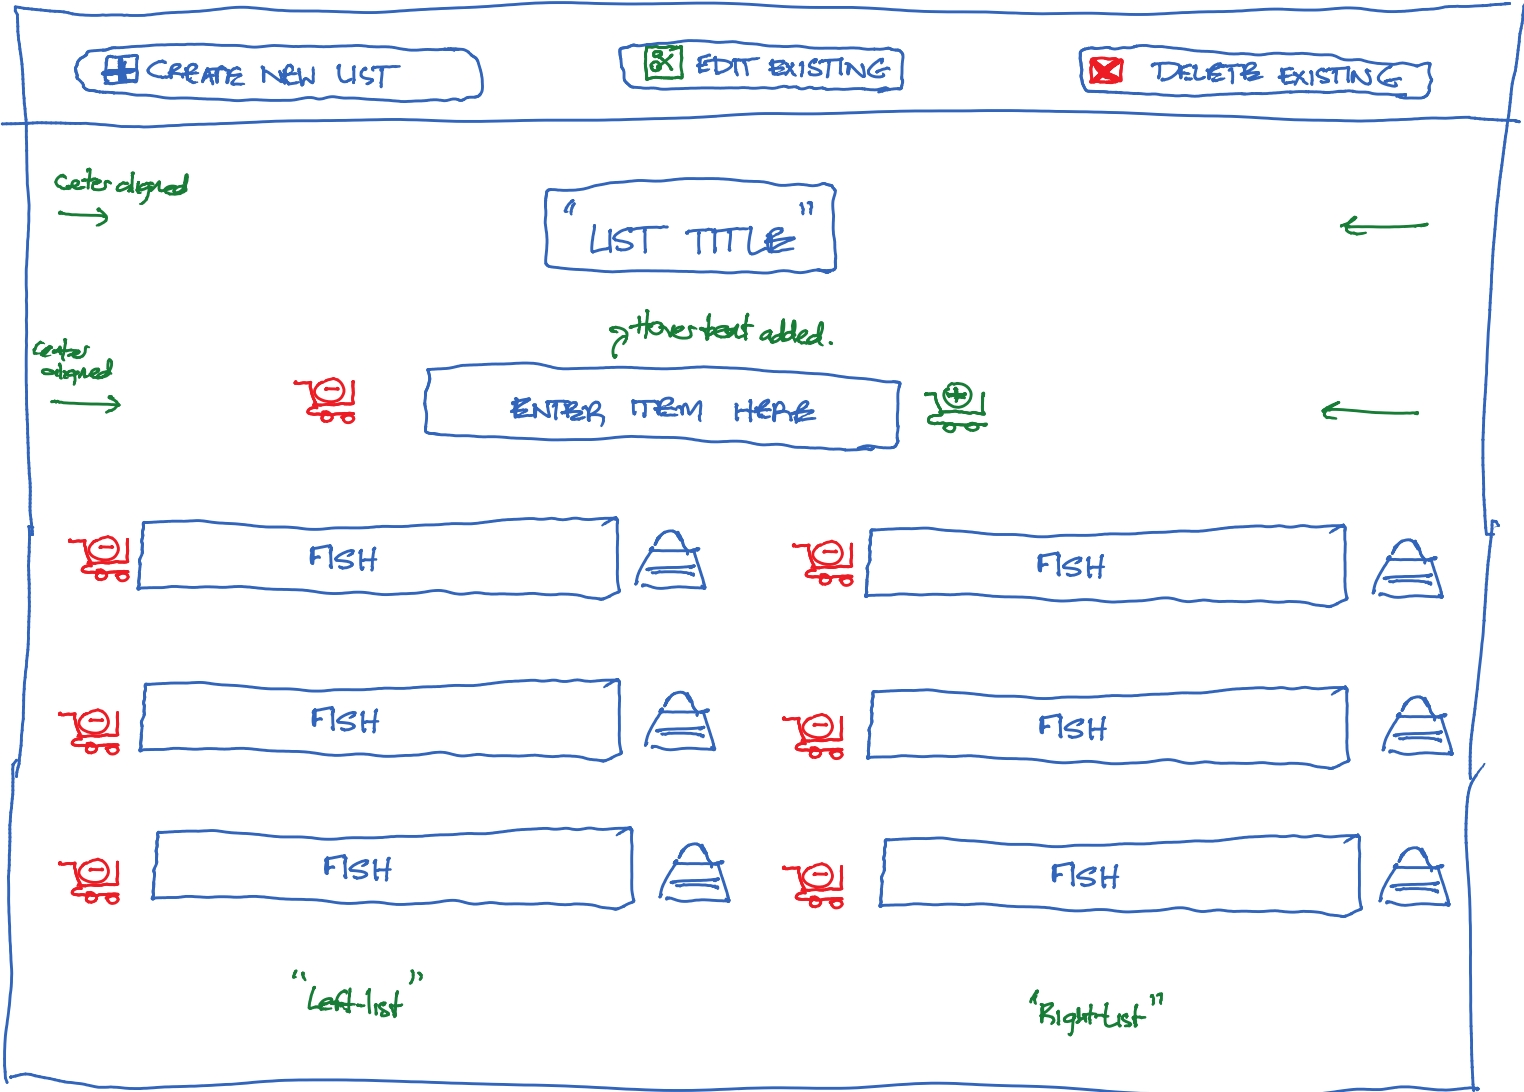 CREATE NEW LIST
EDIT EXISTING
DELETE EXISTING
Ceter aligned
" LIST TITLE "
Hover text added.
Center
aligned
ENTER ITEM HERE
FISH
FISH
FISH
FISH
FISH
FISH
"Left-list"
"Right-List"